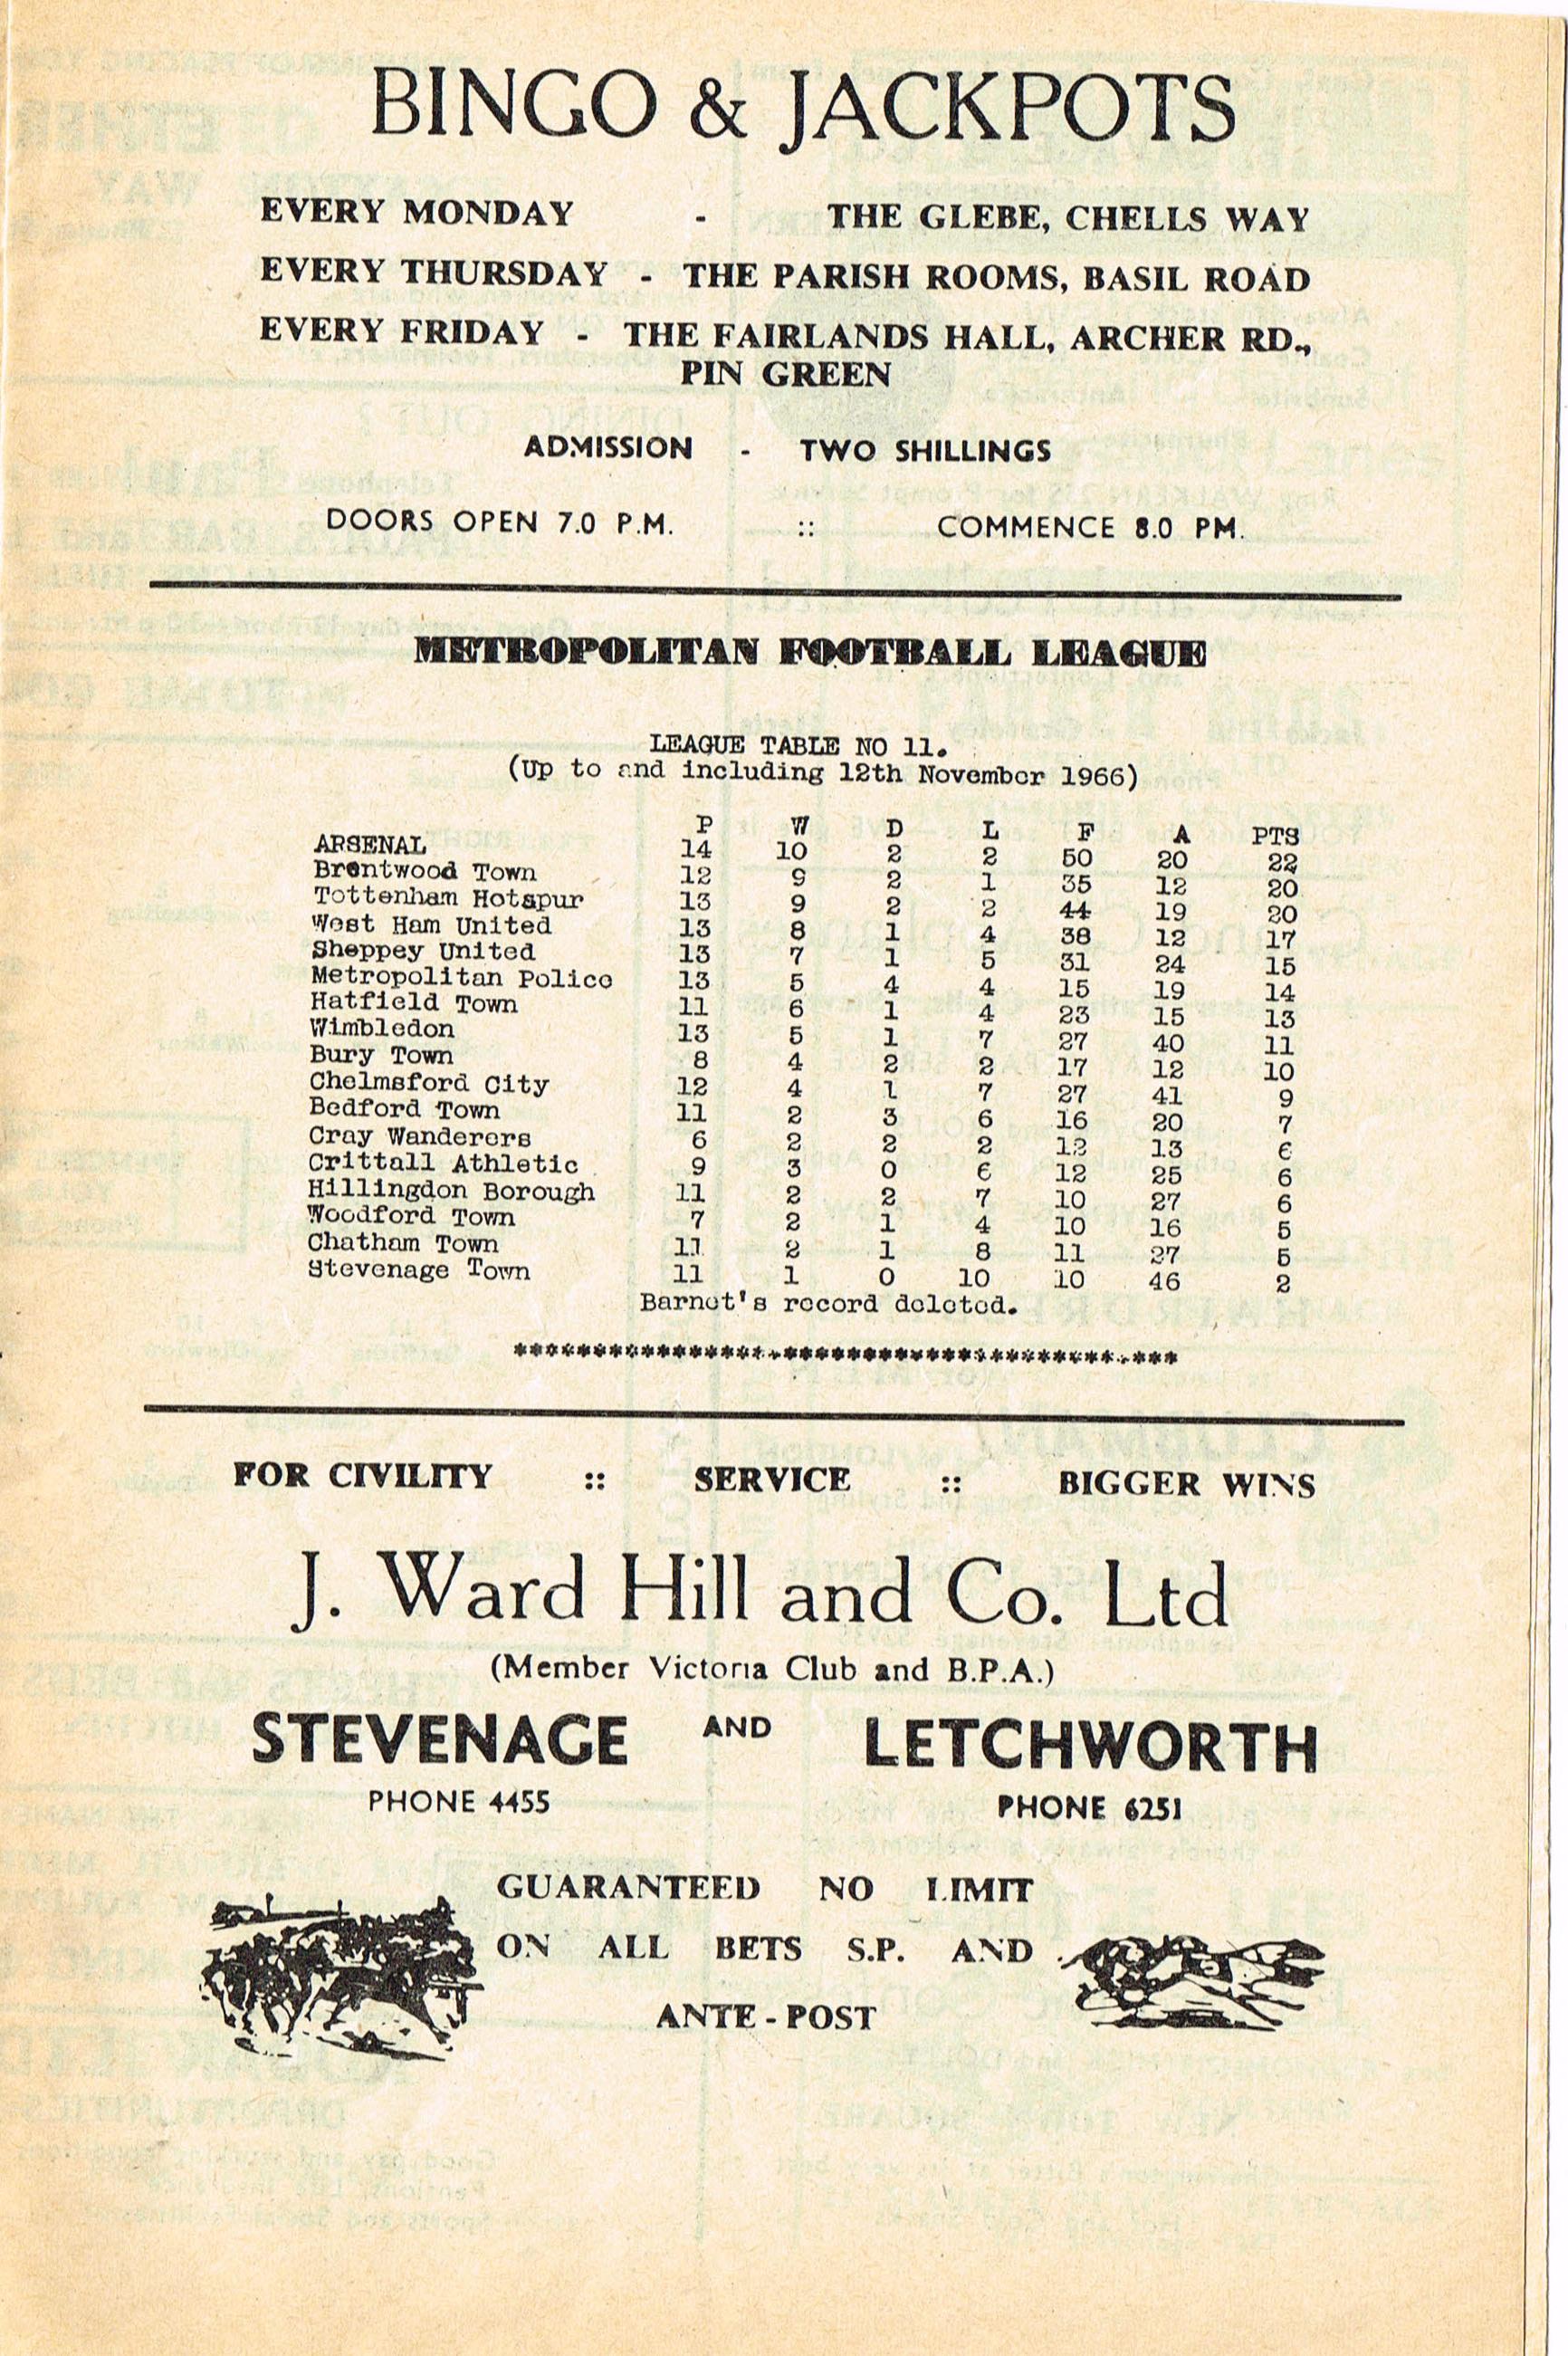 BINGO & JACKPOTS
EVERY MONDAY - THE GLEBE, CHELLS WAY
EVERY THURSDAY - THE PARISH ROOMS, BASIL ROAD
EVERY FRIDAY - THE FAIRLANDS HALL, ARCHER RD.,
PIN GREEN
ADMISSION - TWO SHILLINGS
DOORS OPEN 7.0 P.M. :: COMMENCE 8.0 PM.
METROPOLITAN FOOTBALL LEAGUE
LEAGUE TABLE NO 11.
(Up to and including 12th November 1966)
P W D L F A PTS
ARSENAL 14 10 2 2 50 20 22
Brentwood Town 12 9 2 1 35 12 20
Tottenham Hotspur 13 9 2 2 44 19 20
West Ham United 13 8 1 4 38 12 17
Sheppey United 13 7 1 5 31 24 15
Metropolitan Police 13 5 4 4 15 19 14
Hatfield Town 11 6 1 4 23 15 13
Wimbledon 13 5 1 7 27 40 11
Bury Town 8 4 2 2 17 12 10
Chelmsford City 12 4 1 7 27 41 9
Bedford Town 11 2 3 6 16 20 7
Cray Wanderers 6 2 2 2 12 13 6
Crittall Athletic 9 3 0 6 12 25 6
Hillingdon Borough 11 2 2 7 10 27 6
Woodford Town 7 2 1 4 10 16 5
Chatham Town 11 2 1 8 11 27 5
Stevenage Town 11 1 0 10 10 46 2
Barnet's record deleted.
******************************************
FOR CIVILITY :: SERVICE :: BIGGER WINS
J. Ward Hill and Co. Ltd
(Member Victoria Club and B.P.A.)
STEVENAGE AND LETCHWORTH
PHONE 4455 PHONE 6251
GUARANTEED NO LIMIT
ON ALL BETS S.P. AND
ANTE-POST